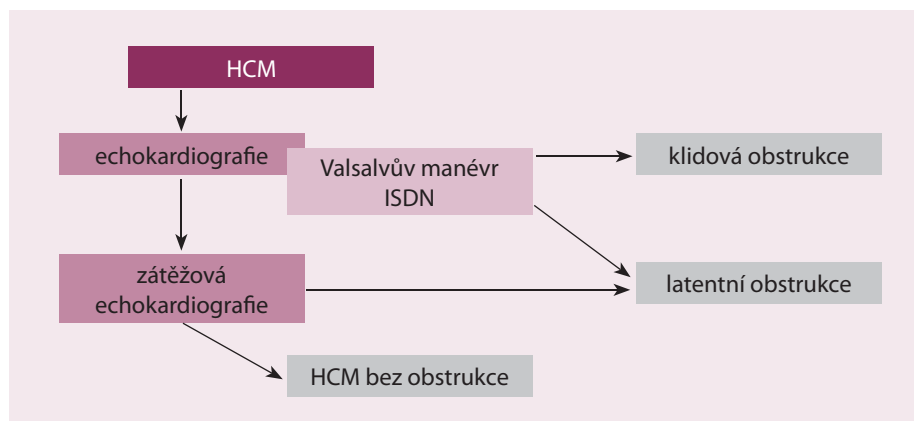 HCM
echokardiografie
Valsalvův manévr
ISDN
klidová obstrukce
zátěžová
echokardiografie
latentní obstrukce
HCM bez obstrukce